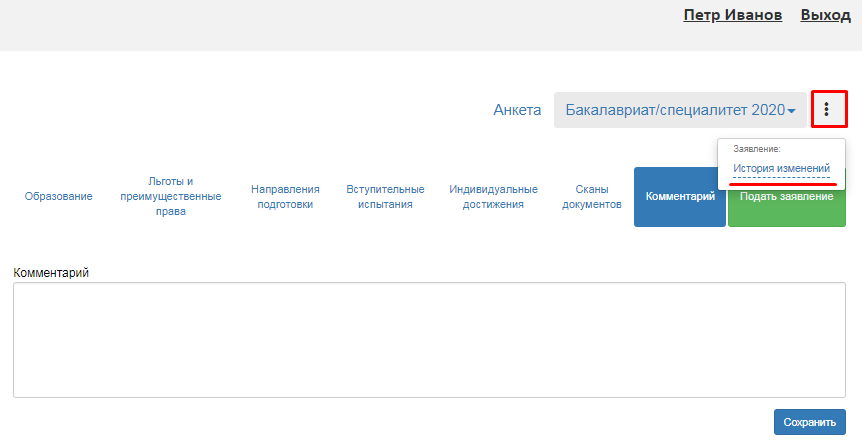 Петр Иванов Выход
Анкета Бакалавриат/специалитет 2020
Заявление:
История изменений
Образование
Льготы и
преимущественные
права
Направления
подготовки
Вступительные
испытания
Индивидуальные
достижения
Сканы
документов
Комментарий
Подать заявление
Комментарий
Сохранить